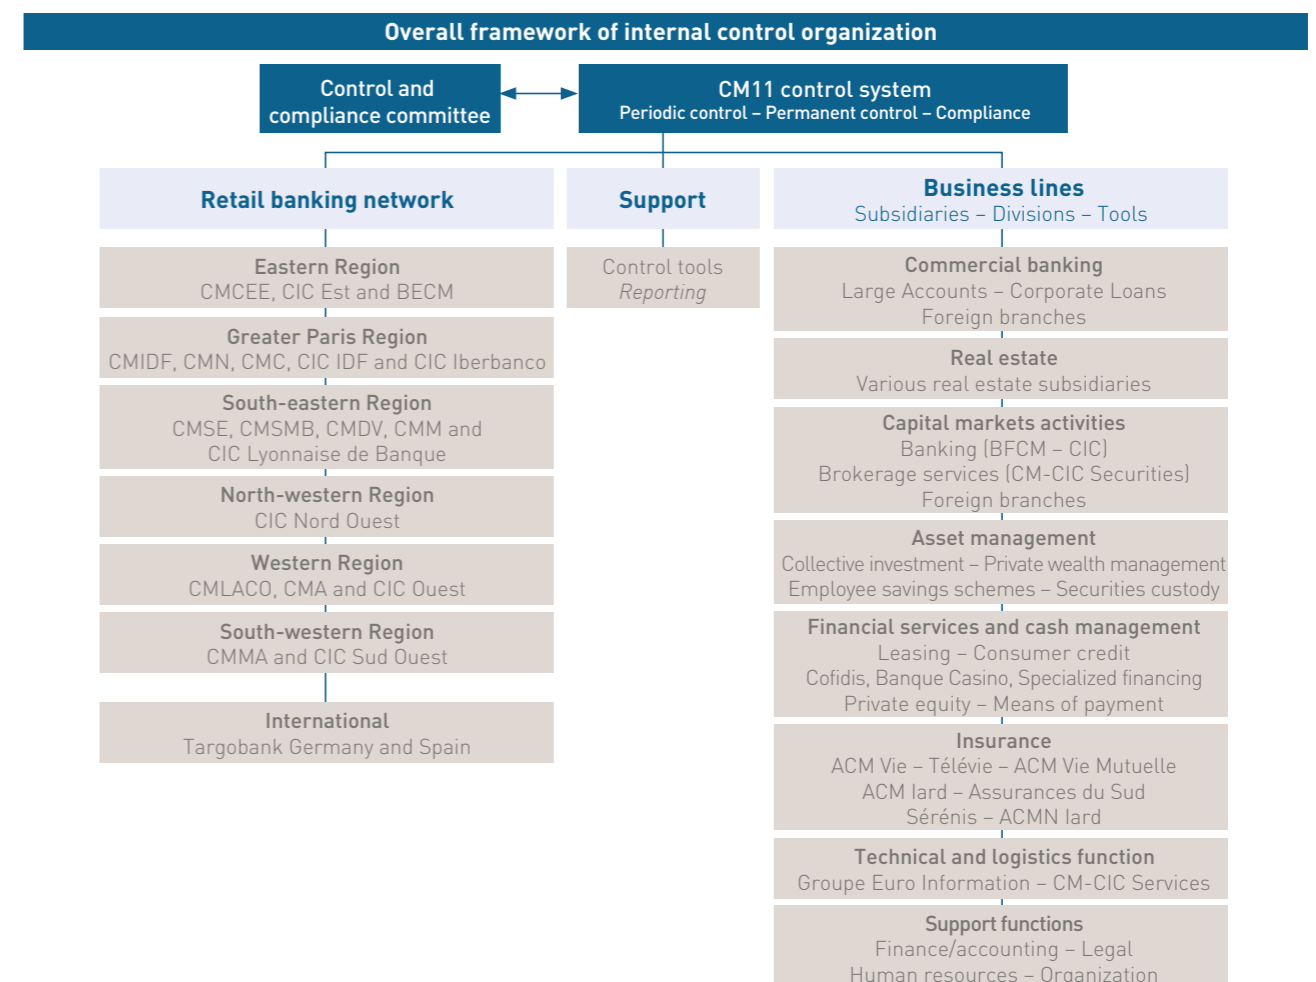 Overall framework of internal control organization
Control and
compliance committee
CM11 control system
Periodic control – Permanent control – Compliance
Retail banking network
Eastern Region
CMCEE, CIC Est and BECM
Greater Paris Region
CMIDF, CMN, CMC, CIC IDF and CIC Iberbanco
South-eastern Region
CMSE, CMSMB, CMDV, CMM and
CIC Lyonnaise de Banque
North-western Region
CIC Nord Ouest
Western Region
CMLACO, CMA and CIC Ouest
South-western Region
CMMA and CIC Sud Ouest
International
Targobank Germany and Spain
Support
Control tools
Reporting
Business lines
Subsidiaries – Divisions – Tools
Commercial banking
Large Accounts – Corporate Loans
Foreign branches
Real estate
Various real estate subsidiaries
Capital markets activities
Banking (BFCM – CIC)
Brokerage services (CM-CIC Securities)
Foreign branches
Asset management
Collective investment – Private wealth management
Employee savings schemes – Securities custody
Financial services and cash management
Leasing – Consumer credit
Cofidis, Banque Casino, Specialized financing
Private equity – Means of payment
Insurance
ACM Vie – Télévie – ACM Vie Mutuelle
ACM Iard – Assurances du Sud
Sérénis – ACMN Iard
Technical and logistics function
Groupe Euro Information – CM-CIC Services
Support functions
Finance/accounting – Legal
Human resources – Organization